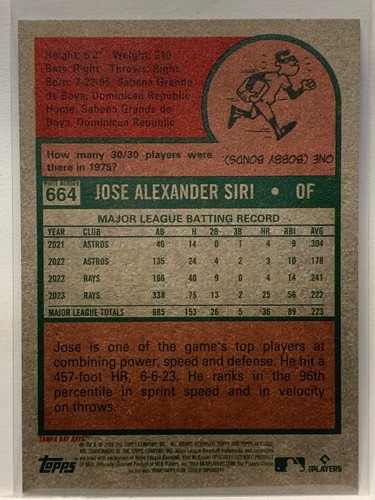 Height: 6'2" Weight: 210
Bats: Right Throws: Right
Born: 7-22-95, Sabana Grande
de Boya, Dominican Republic
Home: Sabana Grande de
Boya, Dominican Republic
How many 30/30 players were
there in 1975?
ONE (BOBBY BONDS).
664 JOSE ALEXANDER SIRI • OF
MAJOR LEAGUE BATTING RECORD
YEAR CLUB AB H 2B 3B HR RBI AVG
2021 ASTROS 46 14 0 1 4 9 .304
2022 ASTROS 135 24 4 2 3 10 .178
2022 RAYS 166 40 9 0 4 14 .241
2023 RAYS 338 75 13 2 25 56 .222
MAJOR LEAGUE TOTALS 685 153 26 5 36 89 .223
Jose is one of the game's top players at
combining power, speed and defense. He hit a
457-foot HR, 6-6-23. He ranks in the 96th
percentile in sprint speed and in velocity
on throws.
TAMPA BAY RAYS
Topps
PLAYERS